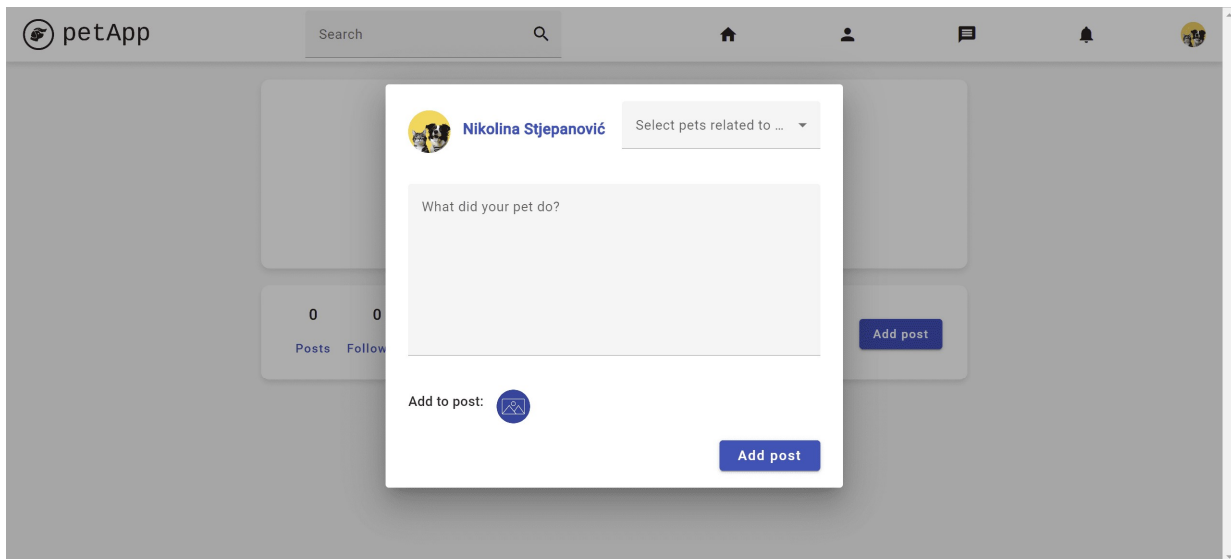 petApp
Search
Nikolina Stjepanović
Select pets related to ...
What did your pet do?
0 0
Posts Follow
Add post
Add to post:
Add post